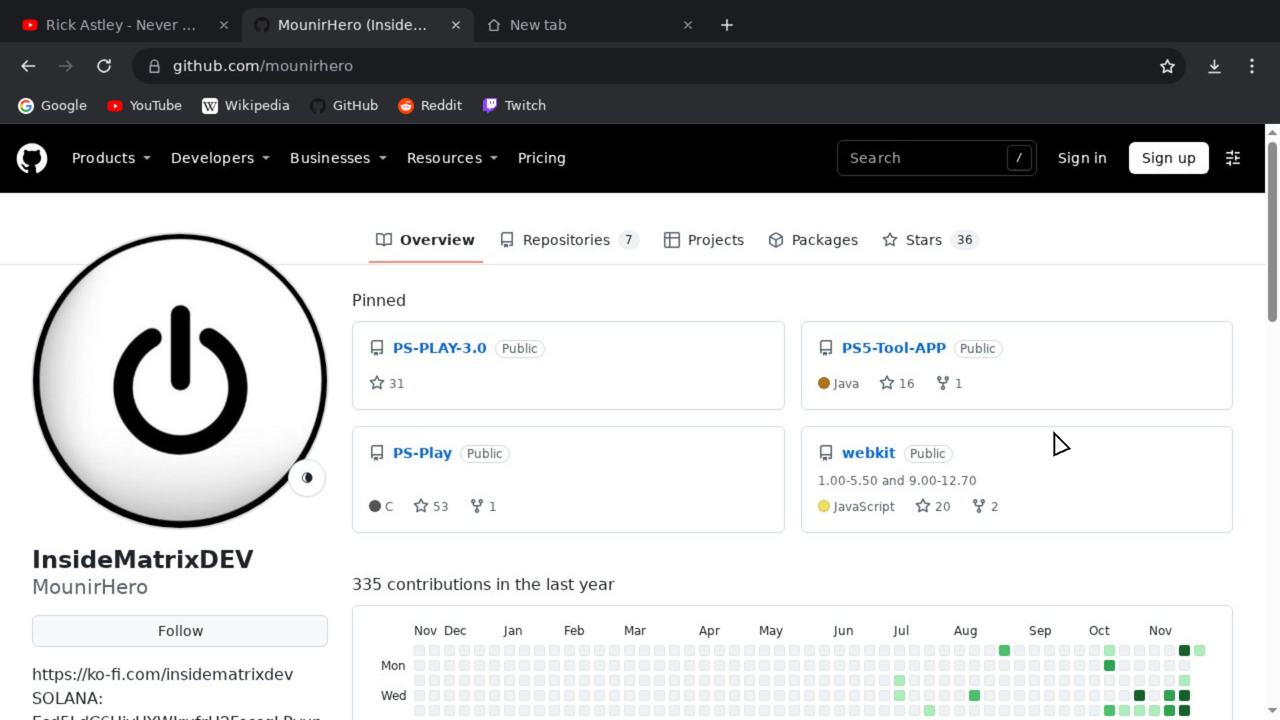 Rick Astley - Never ...
MounirHero (Inside...
New tab
github.com/mounirhero
Google YouTube Wikipedia GitHub Reddit Twitch
Products Developers Businesses Resources Pricing Search / Sign in Sign up
Overview Repositories 7 Projects Packages Stars 36
Pinned
PS-PLAY-3.0 Public
31
PS5-Tool-APP Public
Java 16 1
PS-Play Public
C 53 1
webkit Public
1.00-5.50 and 9.00-12.70
JavaScript 20 2
InsideMatrixDEV
MounirHero
Follow
https://ko-fi.com/insidematrixdev
SOLANA:
335 contributions in the last year
Nov Dec Jan Feb Mar Apr May Jun Jul Aug Sep Oct Nov
Mon
Wed